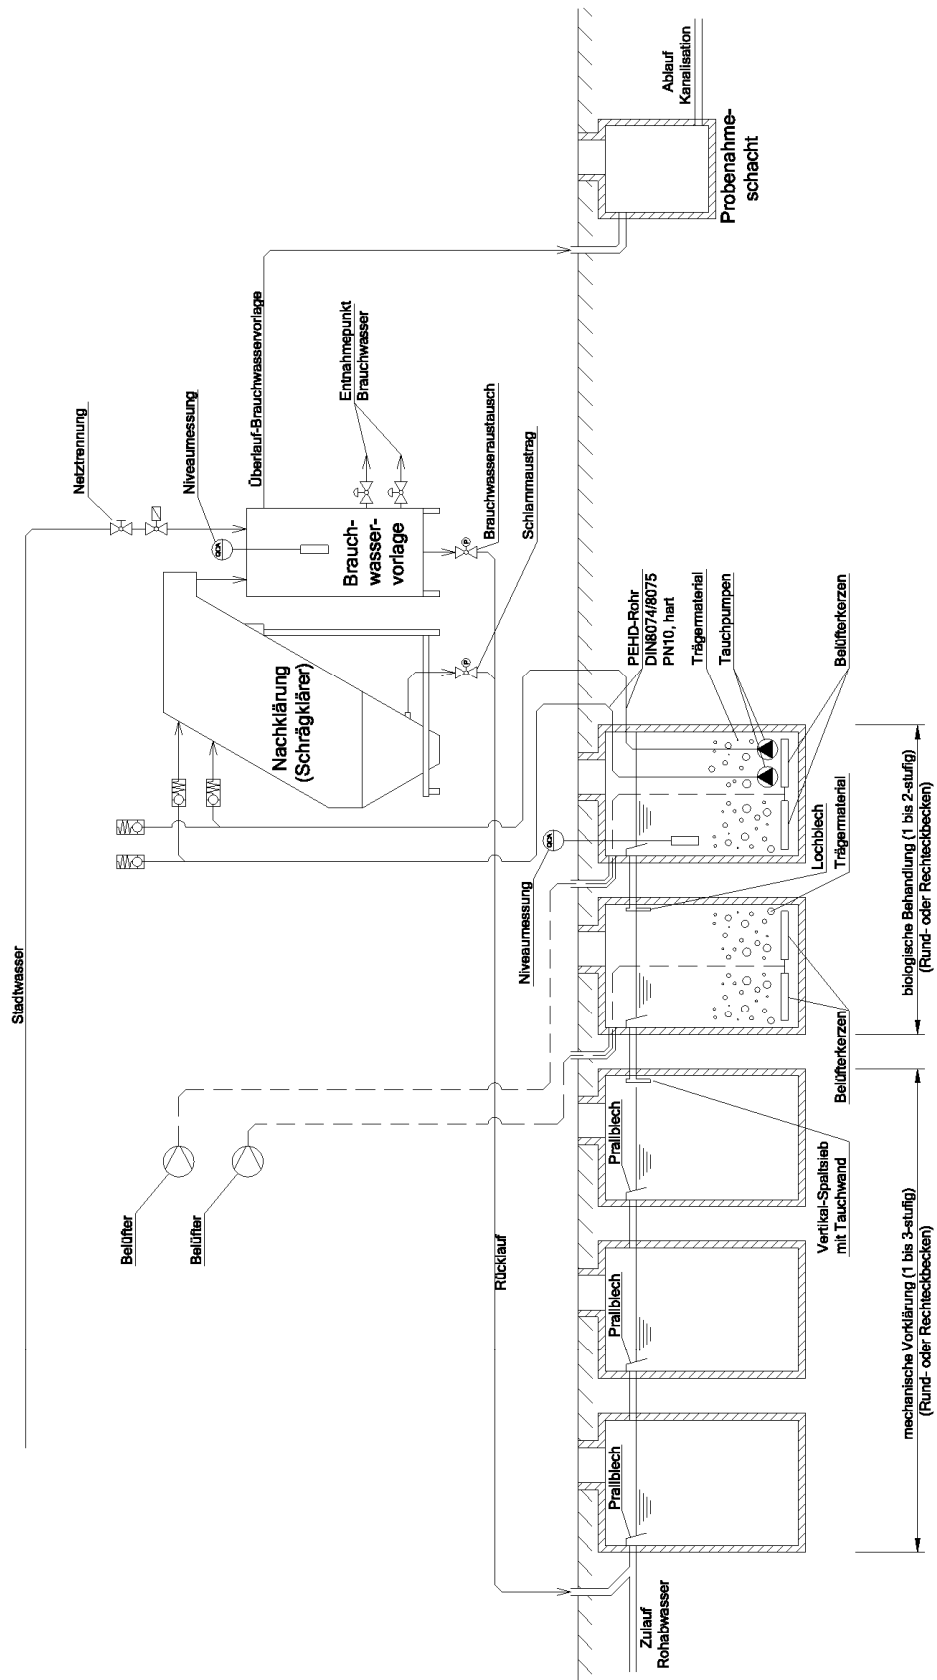 Stadtwasser
Netztrennung
Niveaumessung
Überlauf-Brauchwasservorlage
Entnahmepunkt
Brauchwasser
Brauchwasseraustausch
Schlammaustrag
QCA
Brauch-
wasser-
vorlage
Nachklärung
(Schrägklärer)
P
P
Belüfter
Belüfter
Rücklauf
Niveaumessung
QCA
PEHD-Rohr
DIN8074/8075
PN10, hart
Trägermaterial
Tauchpumpen
Belüfterkerzen
Lochblech
Trägermaterial
Belüfterkerzen
Vertikal-Spaltsieb
mit Tauchwand
Prallblech
Prallblech
Prallblech
Zulauf
Rohabwasser
Ablauf
Kanalisation
Probenahme-
schacht
mechanische Vorklärung (1 bis 3-stufig)
(Rund- oder Rechteckbecken)
biologische Behandlung (1 bis 2-stufig)
(Rund- oder Rechteckbecken)